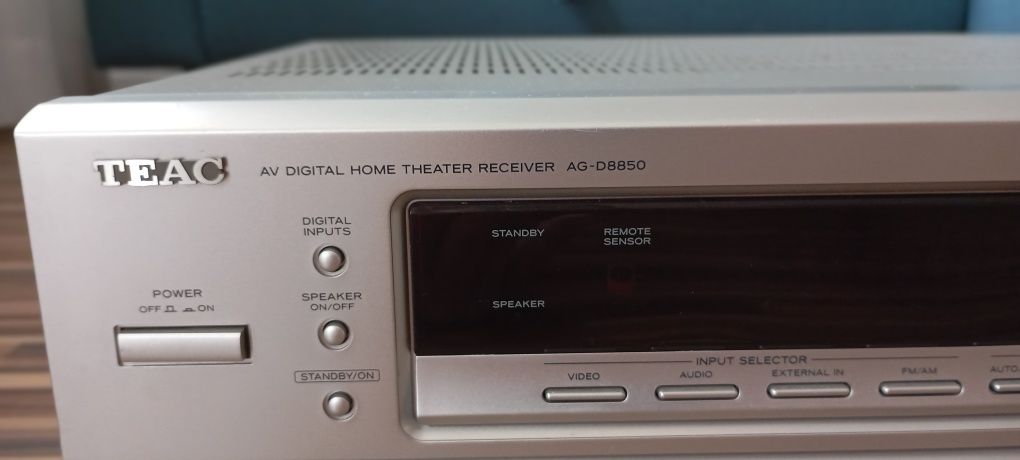 TEAC
AV DIGITAL HOME THEATER RECEIVER AG-D8850
DIGITAL
INPUTS
STANDBY
REMOTE
SENSOR
POWER
OFF ON
SPEAKER
ON/OFF
SPEAKER
STANDBY/ON
INPUT SELECTOR
VIDEO
AUDIO
EXTERNAL IN
FM/AM
AUTO